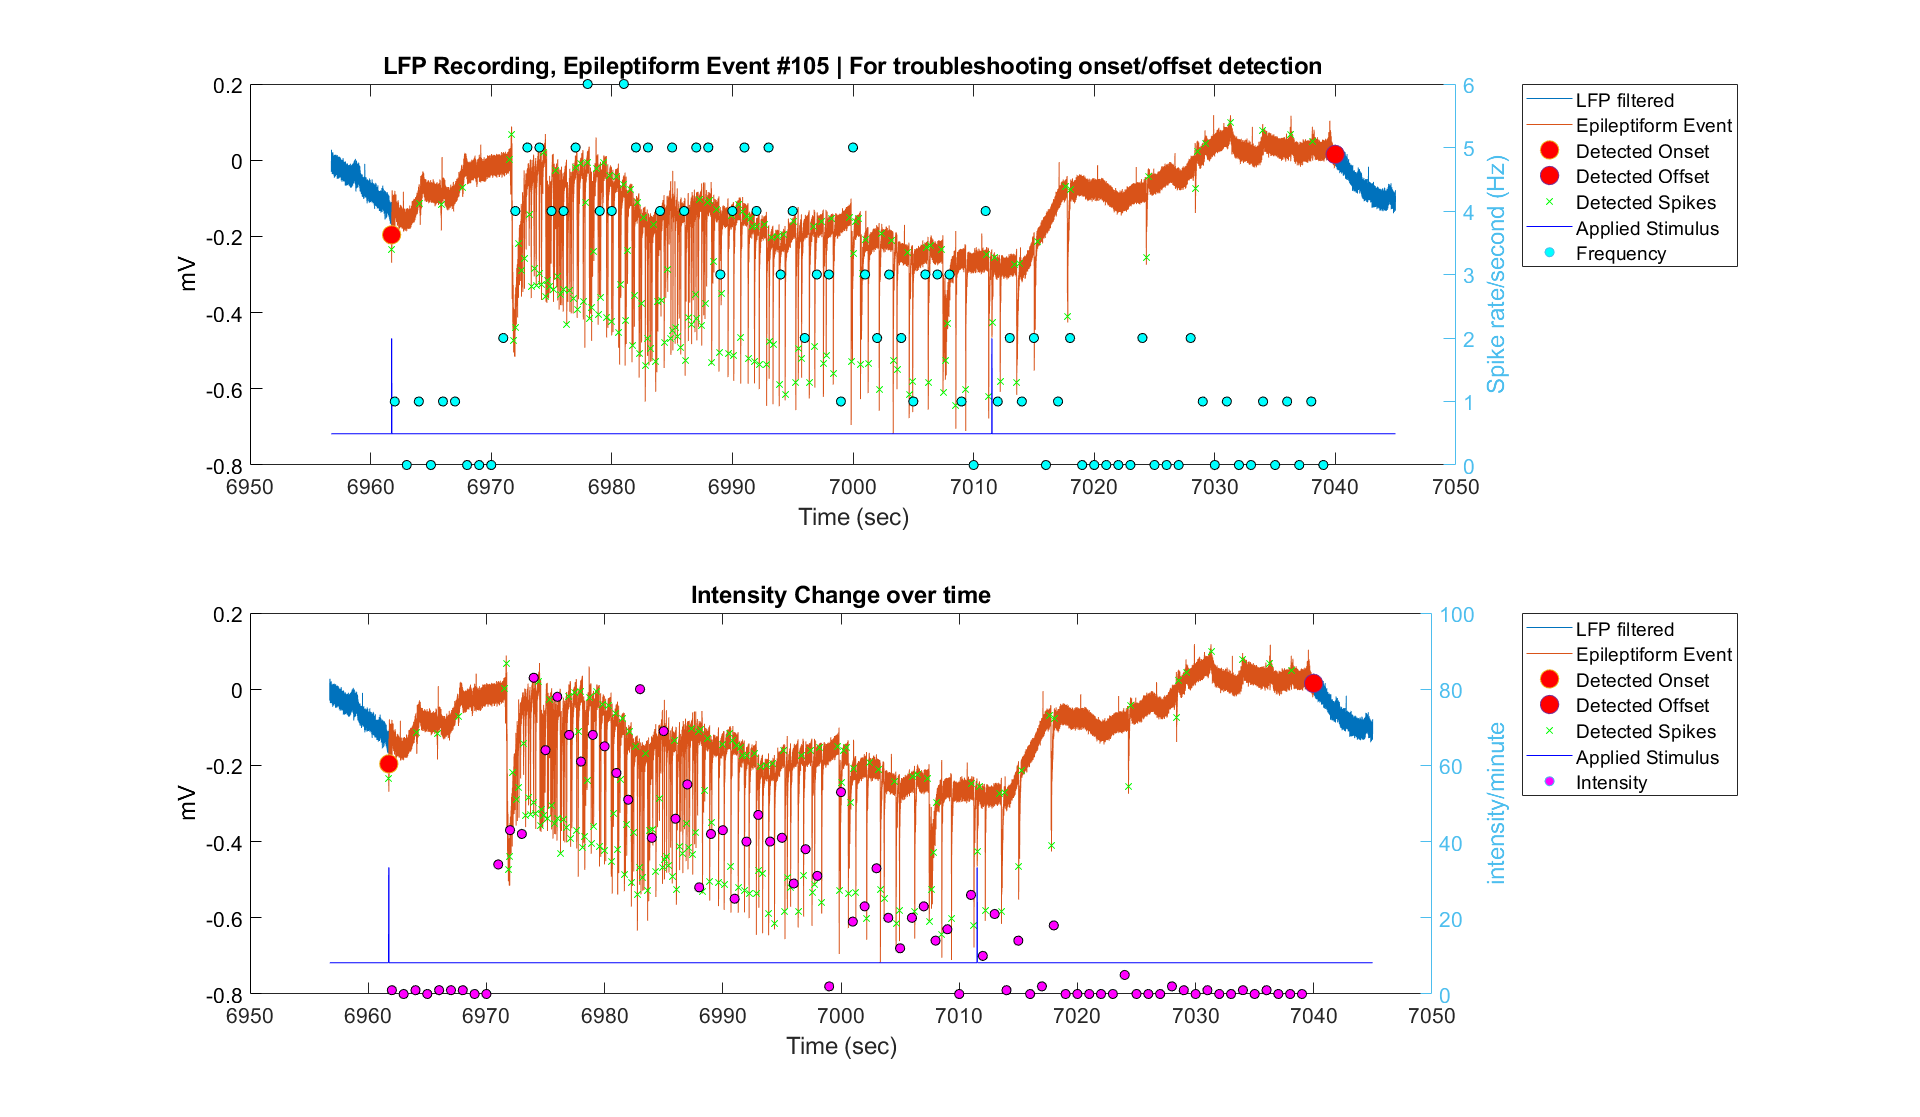 LFP Recording, Epileptiform Event #105 | For troubleshooting onset/offset detection
0.2
0
-0.2
-0.4
-0.6
-0.8
mV
6
5
4
3
2
1
0
Spike rate/second (Hz)
6950 6960 6970 6980 6990 7000 7010 7020 7030 7040 7050
Time (sec)
LFP filtered
Epileptiform Event
Detected Onset
Detected Offset
Detected Spikes
Applied Stimulus
Frequency
Intensity Change over time
0.2
0
-0.2
-0.4
-0.6
-0.8
mV
100
80
60
40
20
0
intensity/minute
6950 6960 6970 6980 6990 7000 7010 7020 7030 7040 7050
Time (sec)
LFP filtered
Epileptiform Event
Detected Onset
Detected Offset
Detected Spikes
Applied Stimulus
Intensity